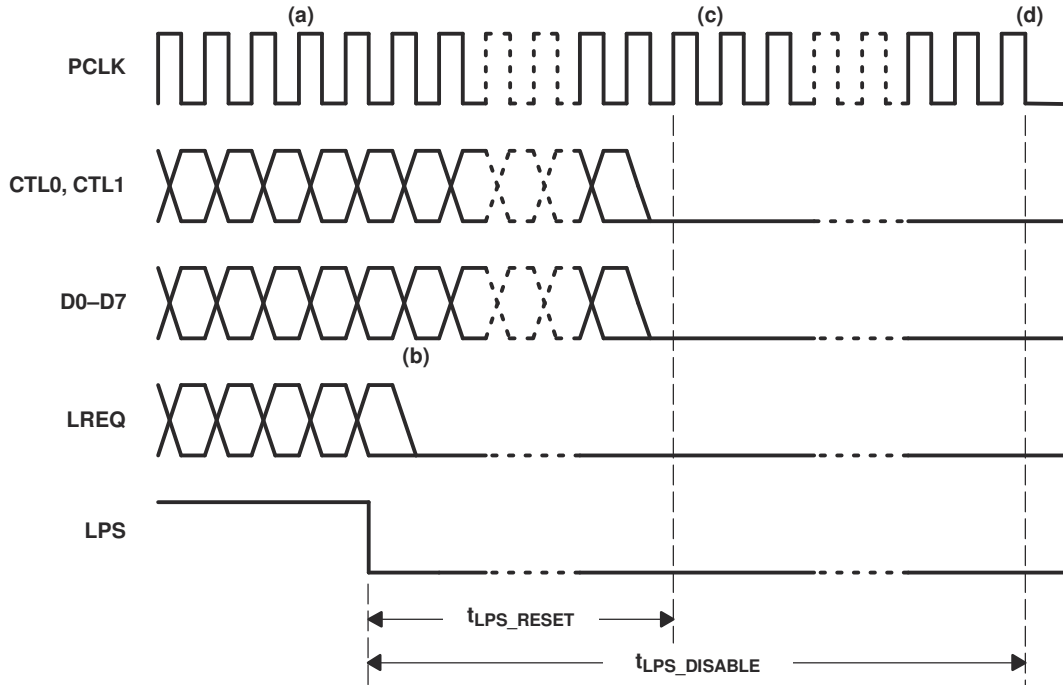 (a) (c) (d)
PCLK
CTL0, CTL1
D0–D7
(b)
LREQ
LPS
tLPS_RESET
tLPS_DISABLE